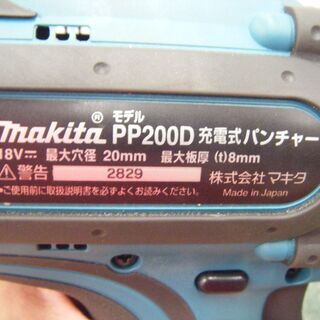 モデル
makita® PP200D 充電式パンチャー
18V⎓ 最大穴径 20mm 最大板厚 (t)8mm
⚠警告 2829 株式会社マキタ
●ご使用前に取扱説明書を必ずよくお読みください。 Made in Japan